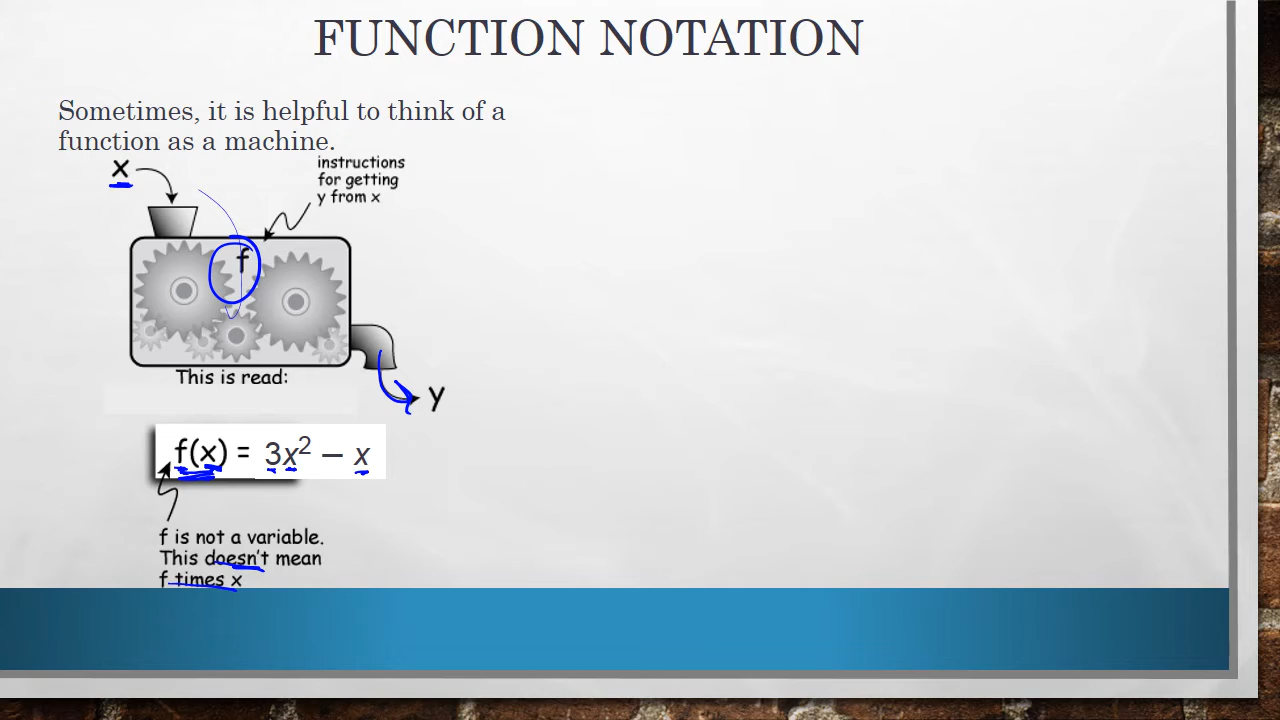 FUNCTION NOTATION
Sometimes, it is helpful to think of a
function as a machine.
x
instructions
for getting
y from x
f
y
This is read:
f(x) = 3x² − x
f is not a variable.
This doesn't mean
f times x